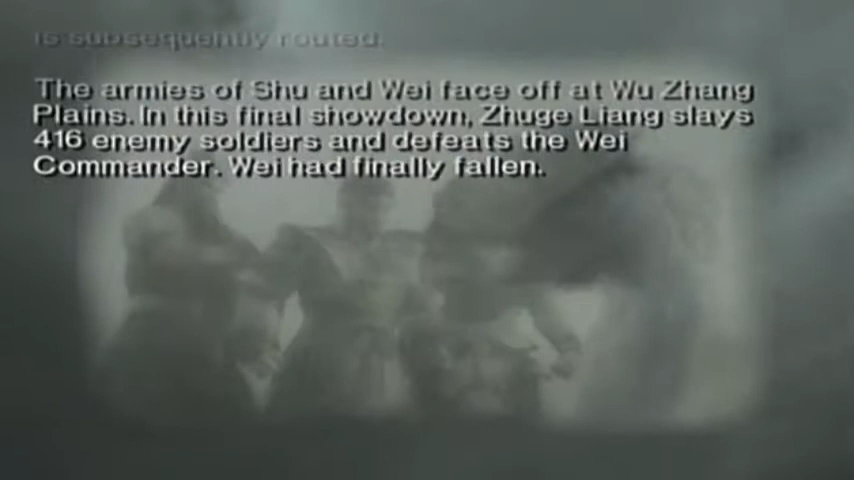 is subsequently routed.
The armies of Shu and Wei face off at Wu Zhang
Plains. In this final showdown, Zhuge Liang slays
416 enemy soldiers and defeats the Wei
Commander. Wei had finally fallen.